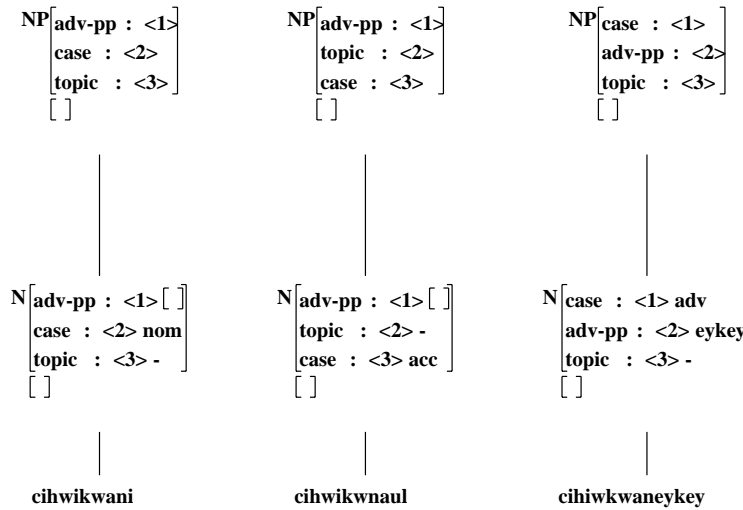 NP[adv-pp : <1> NP[adv-pp : <1> NP[case : <1>
case : <2> topic : <2> adv-pp : <2>
topic : <3>] case : <3>] topic : <3>]
[ ] [ ] [ ]
N[adv-pp : <1> [ ] N[adv-pp : <1> [ ] N[case : <1> adv
case : <2> nom topic : <2> - adv-pp : <2> eykey
topic : <3> -] case : <3> acc] topic : <3> -
[ ] [ ] [ ]
cihwikwani cihwikwnaul cihiwkwaneykey